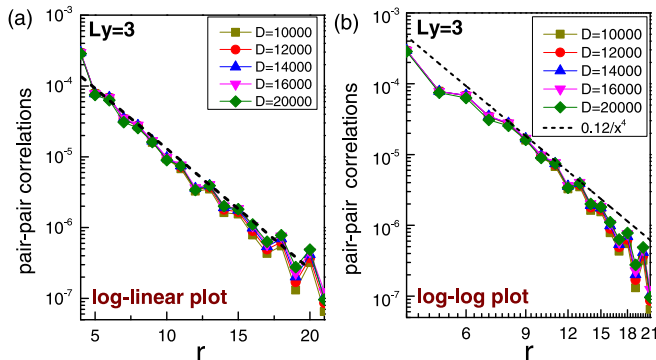 (a)
Ly=3
D=10000
D=12000
D=14000
D=16000
D=20000
pair-pair correlations
10⁻³
10⁻⁴
10⁻⁵
10⁻⁶
10⁻⁷
log-linear plot
5 10 15 20
r
(b)
Ly=3
D=10000
D=12000
D=14000
D=16000
D=20000
0.12/x⁴
pair-pair correlations
10⁻³
10⁻⁴
10⁻⁵
10⁻⁶
10⁻⁷
log-log plot
6 9 12 15 18 21
r